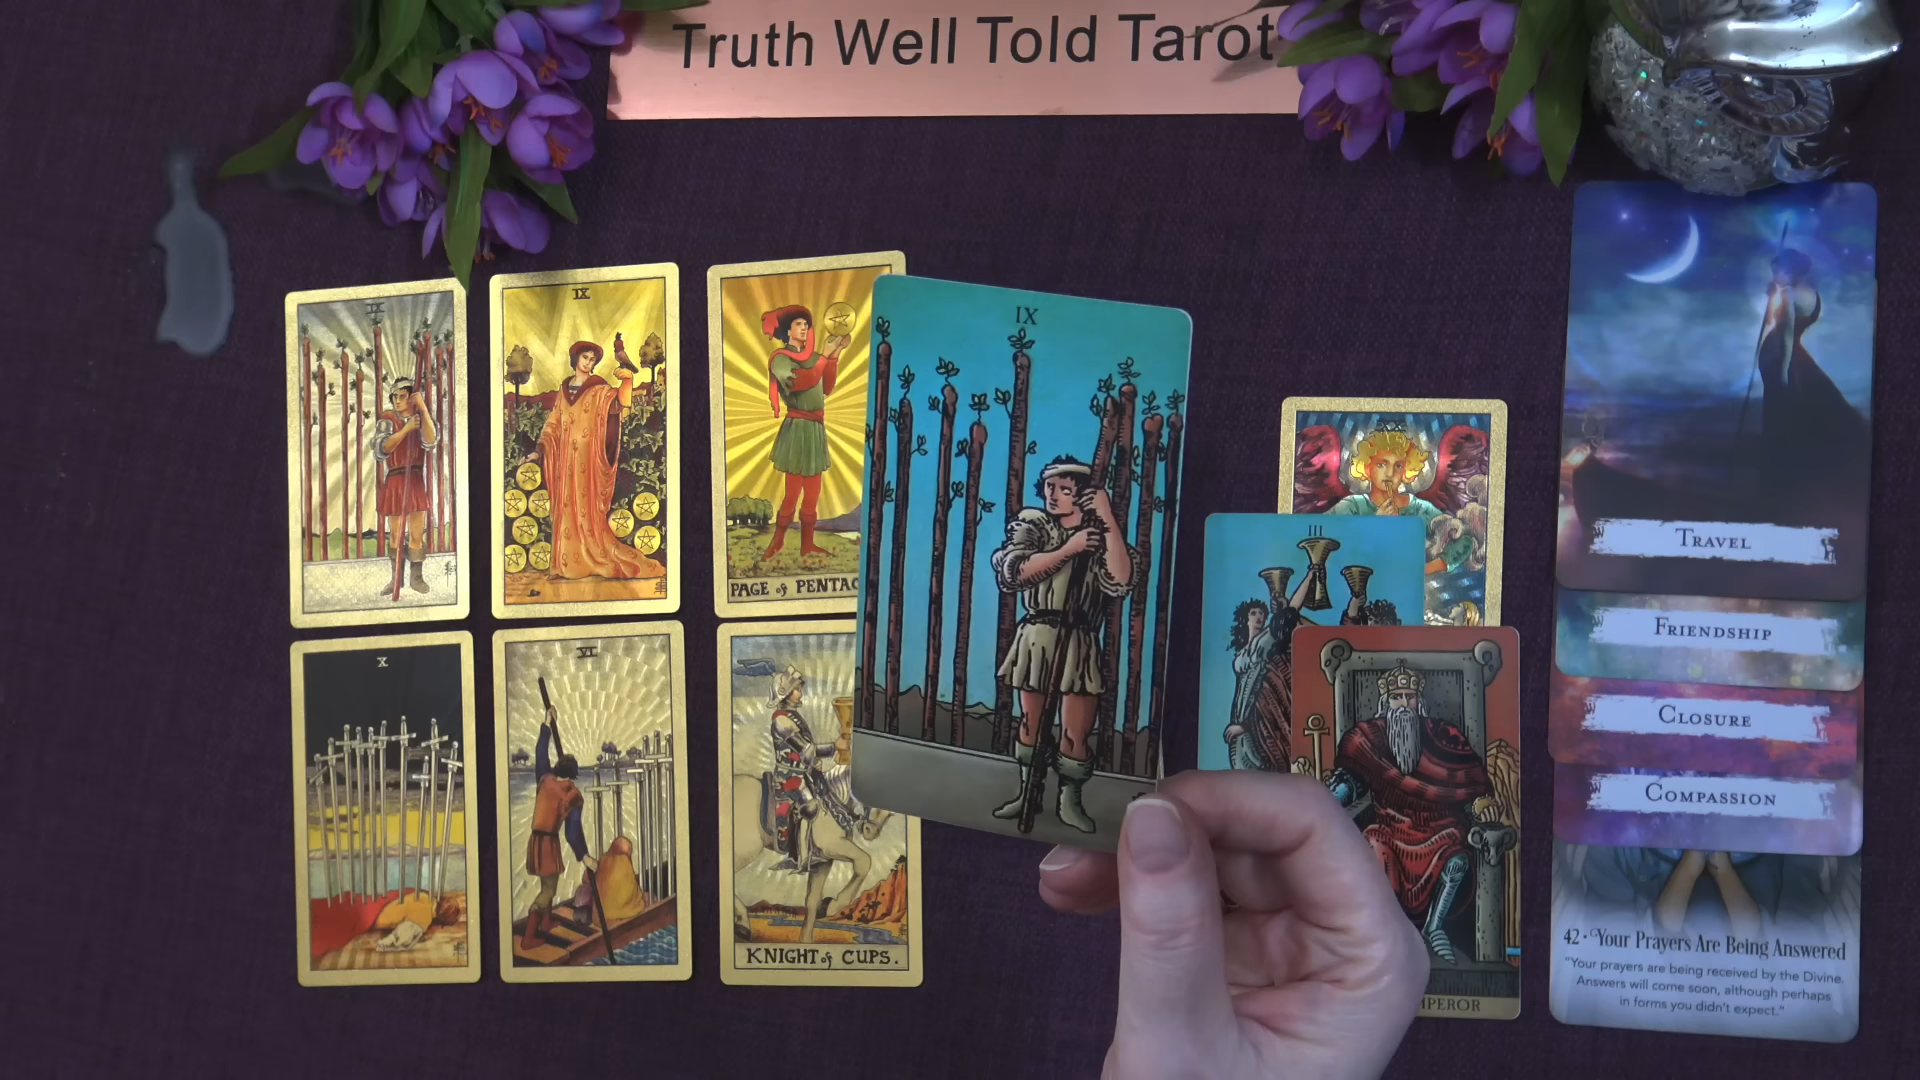 Truth Well Told Tarot
IX
IX
PAGE of PENTAC
IX
X
VI
KNIGHT of CUPS.
III
MPEROR
TRAVEL
FRIENDSHIP
CLOSURE
COMPASSION
42 · Your Prayers Are Being Answered
"Your prayers are being received by the Divine.
Answers will come soon, although perhaps
in forms you didn't expect."